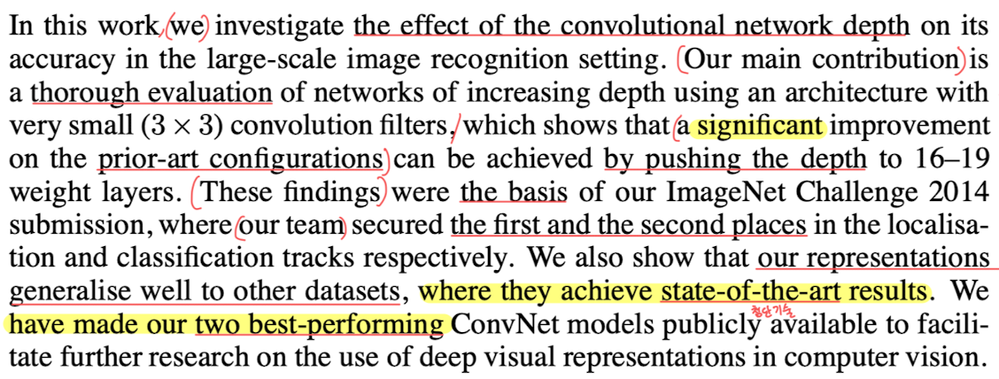 In this work, we investigate the effect of the convolutional network depth on its
accuracy in the large-scale image recognition setting. Our main contribution is
a thorough evaluation of networks of increasing depth using an architecture with
very small (3 × 3) convolution filters, which shows that a significant improvement
on the prior-art configurations can be achieved by pushing the depth to 16–19
weight layers. These findings were the basis of our ImageNet Challenge 2014
submission, where our team secured the first and the second places in the localisa-
tion and classification tracks respectively. We also show that our representations
generalise well to other datasets, where they achieve state-of-the-art results. We
첨단기술
have made our two best-performing ConvNet models publicly available to facili-
tate further research on the use of deep visual representations in computer vision.